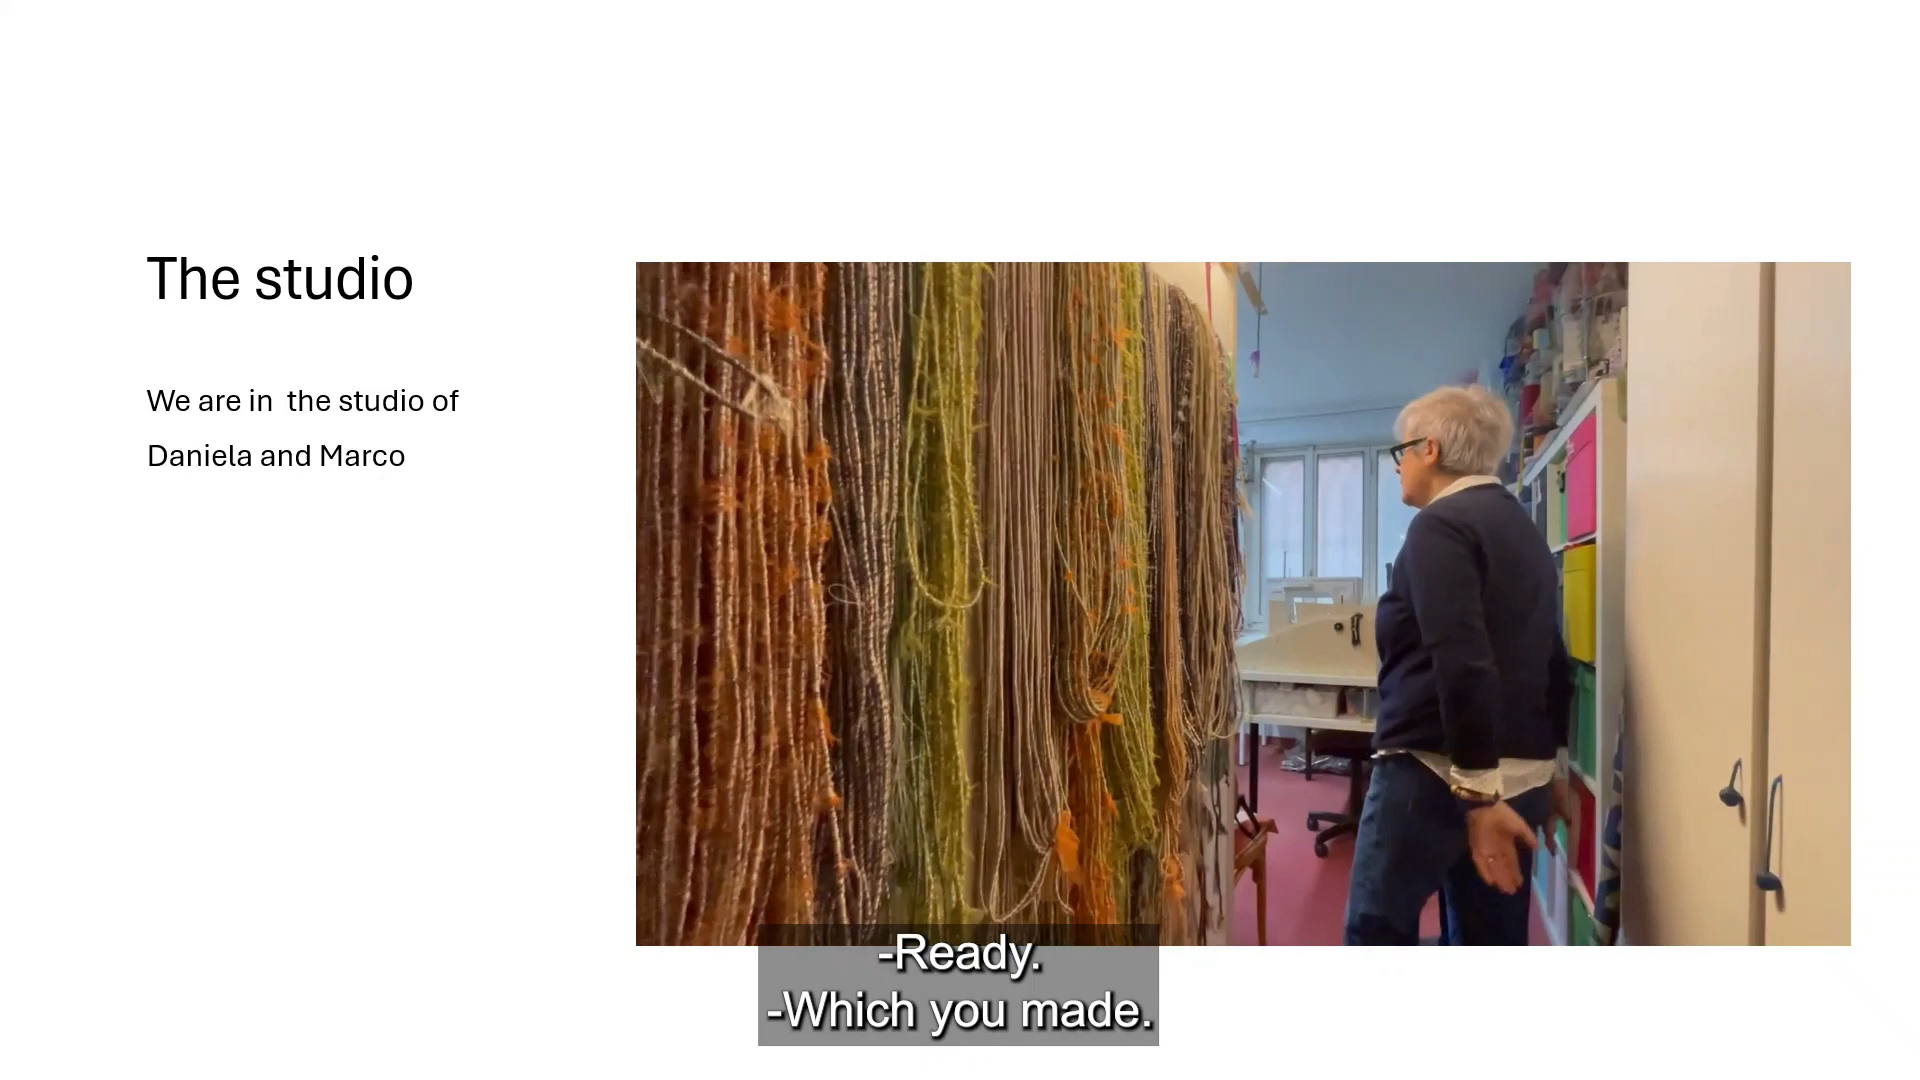 The studio
We are in  the studio of
Daniela and Marco
-Ready.
-Which you made.